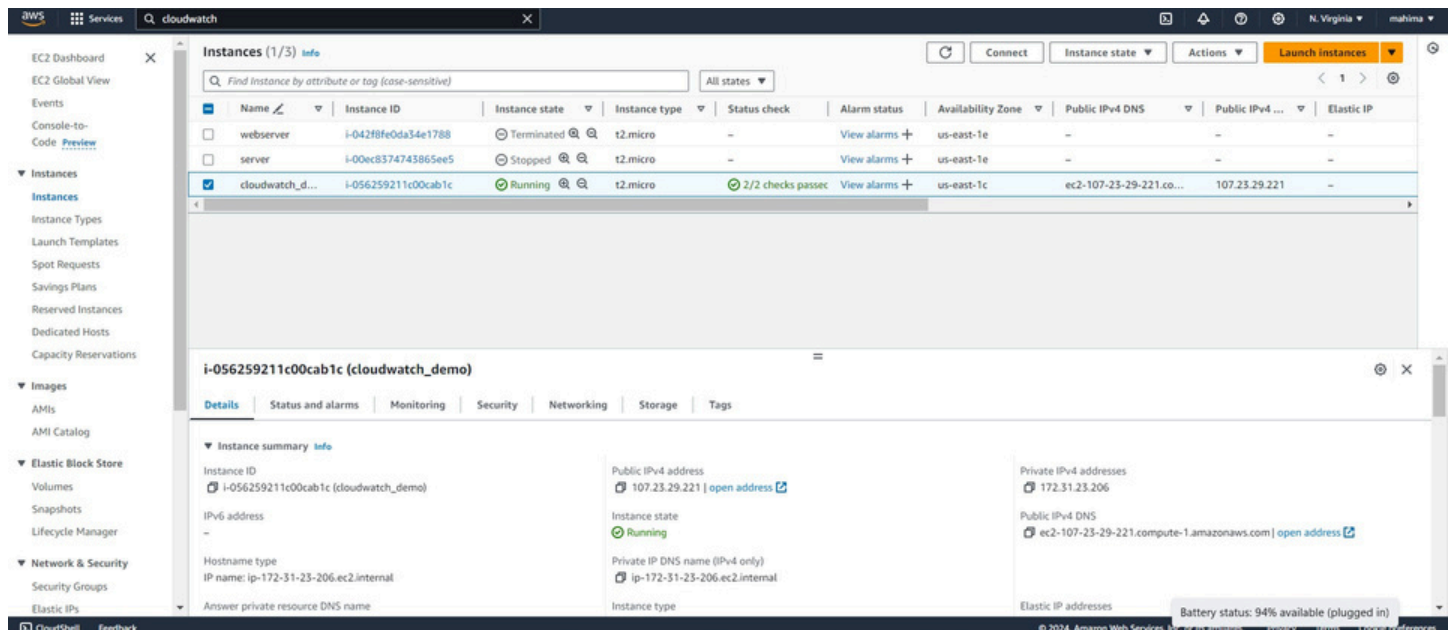 aws Services cloudwatch N. Virginia mahima
EC2 Dashboard
EC2 Global View
Events
Console-to-
Code Preview
Instances
Instances
Instance Types
Launch Templates
Spot Requests
Savings Plans
Reserved Instances
Dedicated Hosts
Capacity Reservations
Images
AMIs
AMI Catalog
Elastic Block Store
Volumes
Snapshots
Lifecycle Manager
Network & Security
Security Groups
Elastic IPs
Instances (1/3) Info Connect Instance state Actions Launch instances
Find Instance by attribute or tag (case-sensitive) All states 1
Name Instance ID Instance state Instance type Status check Alarm status Availability Zone Public IPv4 DNS Public IPv4 ... Elastic IP
webserver i-042f8fe0da34e1788 Terminated t2.micro – View alarms + us-east-1e – – –
server i-00ec8374743865ee5 Stopped t2.micro – View alarms + us-east-1e – – –
cloudwatch_d... i-056259211c00cab1c Running t2.micro 2/2 checks passec View alarms + us-east-1c ec2-107-23-29-221.co... 107.23.29.221 –
i-056259211c00cab1c (cloudwatch_demo)
Details Status and alarms Monitoring Security Networking Storage Tags
Instance summary Info
Instance ID Public IPv4 address Private IPv4 addresses
i-056259211c00cab1c (cloudwatch_demo) 107.23.29.221 | open address 172.31.23.206
IPv6 address Instance state Public IPv4 DNS
– Running ec2-107-23-29-221.compute-1.amazonaws.com | open address
Hostname type Private IP DNS name (IPv4 only)
IP name: ip-172-31-23-206.ec2.internal ip-172-31-23-206.ec2.internal
Answer private resource DNS name Instance type Elastic IP addresses
Battery status: 94% available (plugged in)
CloudShell Feedback © 2024, Amazon Web Services, Inc.